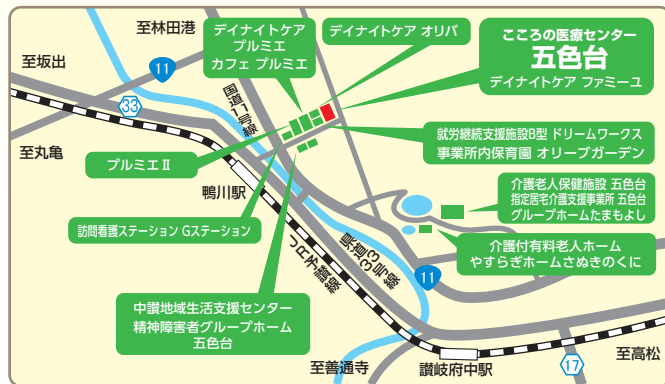 至林田港
デイナイトケア
プルミエ
カフェ プルミエ
デイナイトケア オリバ
こころの医療センター
五色台
デイナイトケア ファミーユ
至坂出
11
33
国道11号線
至丸亀
プルミエⅡ
鴨川駅
就労継続支援施設B型 ドリームワークス
事業所内保育園 オリーブガーデン
介護老人保健施設 五色台
指定居宅介護支援事業所 五色台
グループホームたまもよし
訪問看護ステーション Gステーション
介護付有料老人ホーム
やすらぎホームさぬきのくに
JR予讃線
県道33号線
11
中讃地域生活支援センター
精神障害者グループホーム
五色台
至善通寺
讃岐府中駅
17
至高松